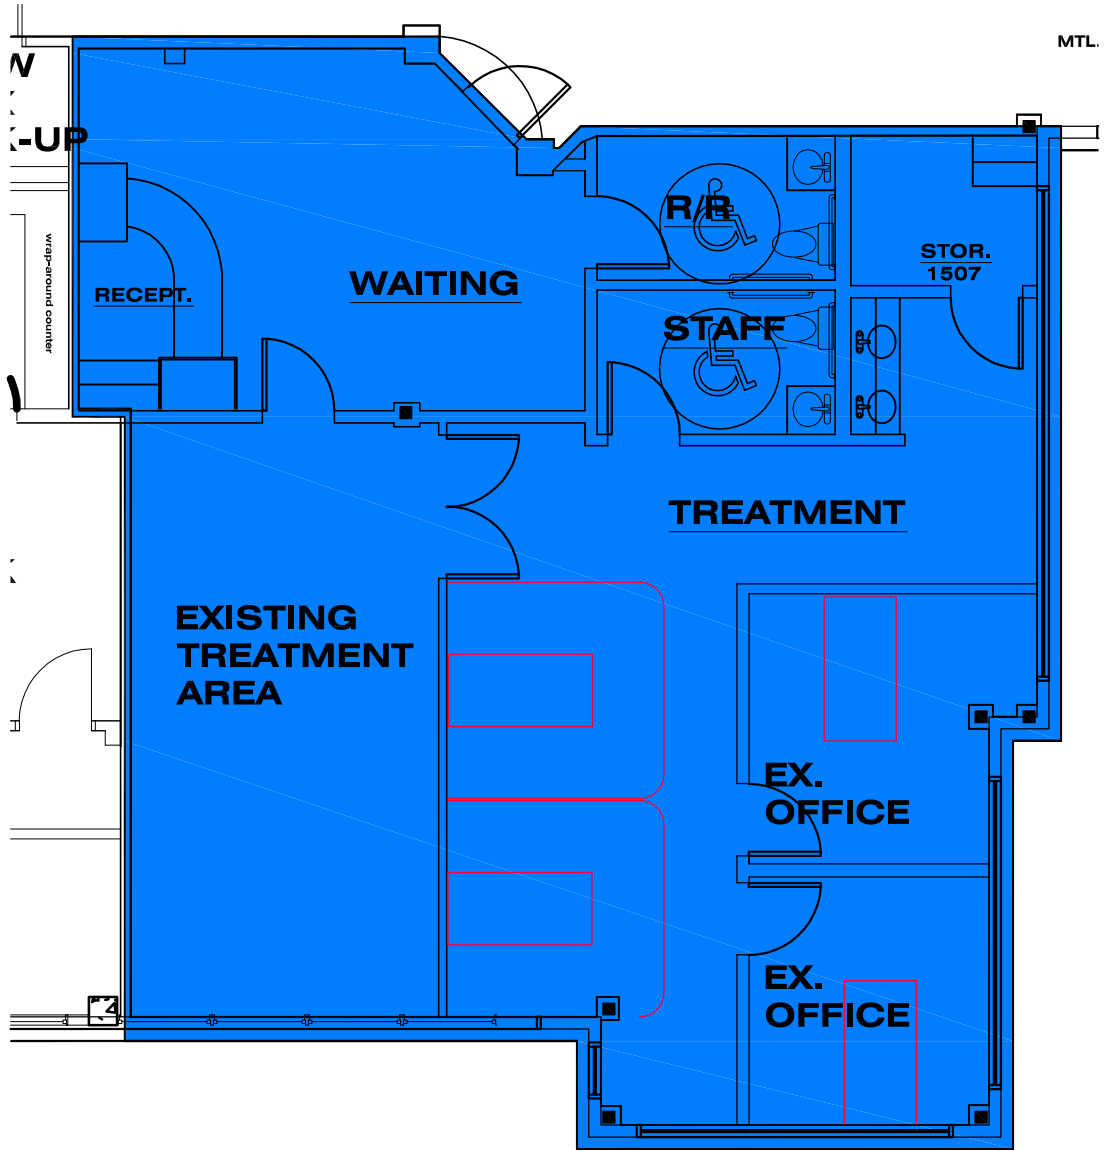 MTL.
W
K-UP
R/R
STOR.
1507
wrap-around counter
WAITING
RECEPT.
STAFF
TREATMENT
EXISTING
TREATMENT
AREA
EX.
OFFICE
EX.
OFFICE